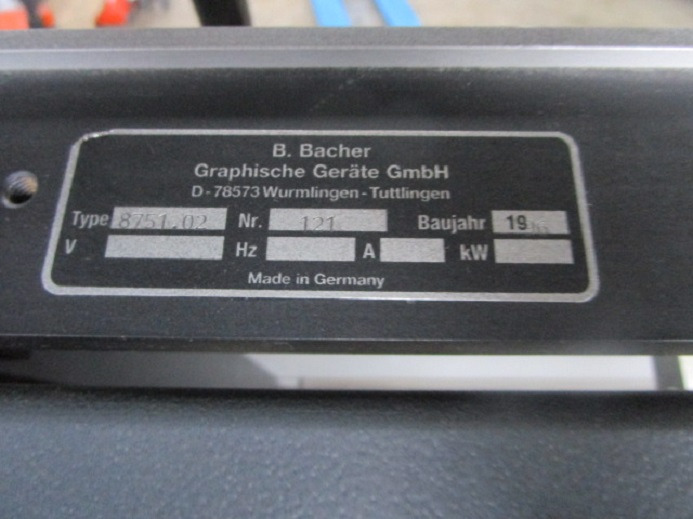 B. Bacher
Graphische Geräte GmbH
D-78573 Wurmlingen - Tuttlingen
Type 8751.02 Nr. 121 Baujahr 19
V Hz A kW
Made in Germany